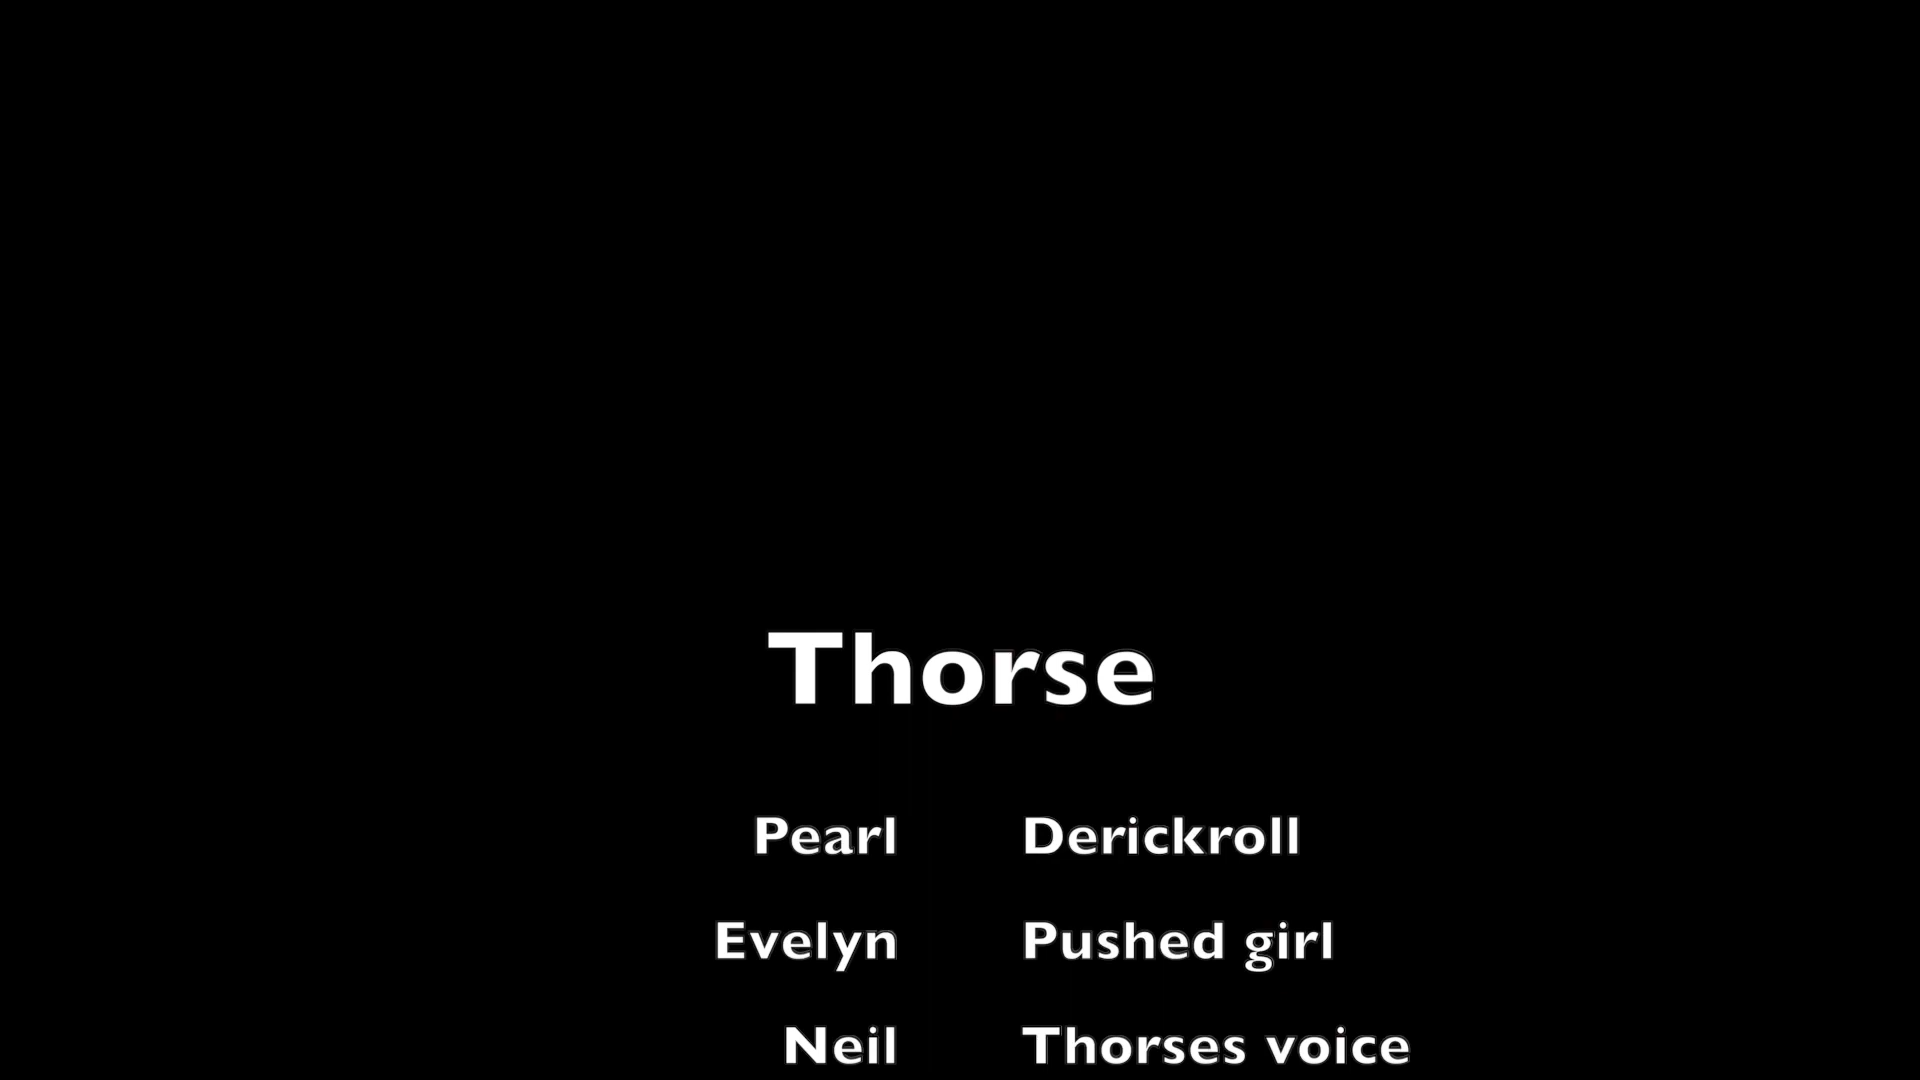 Thorse
Pearl Derickroll
Evelyn Pushed girl
Neil Thorses voice